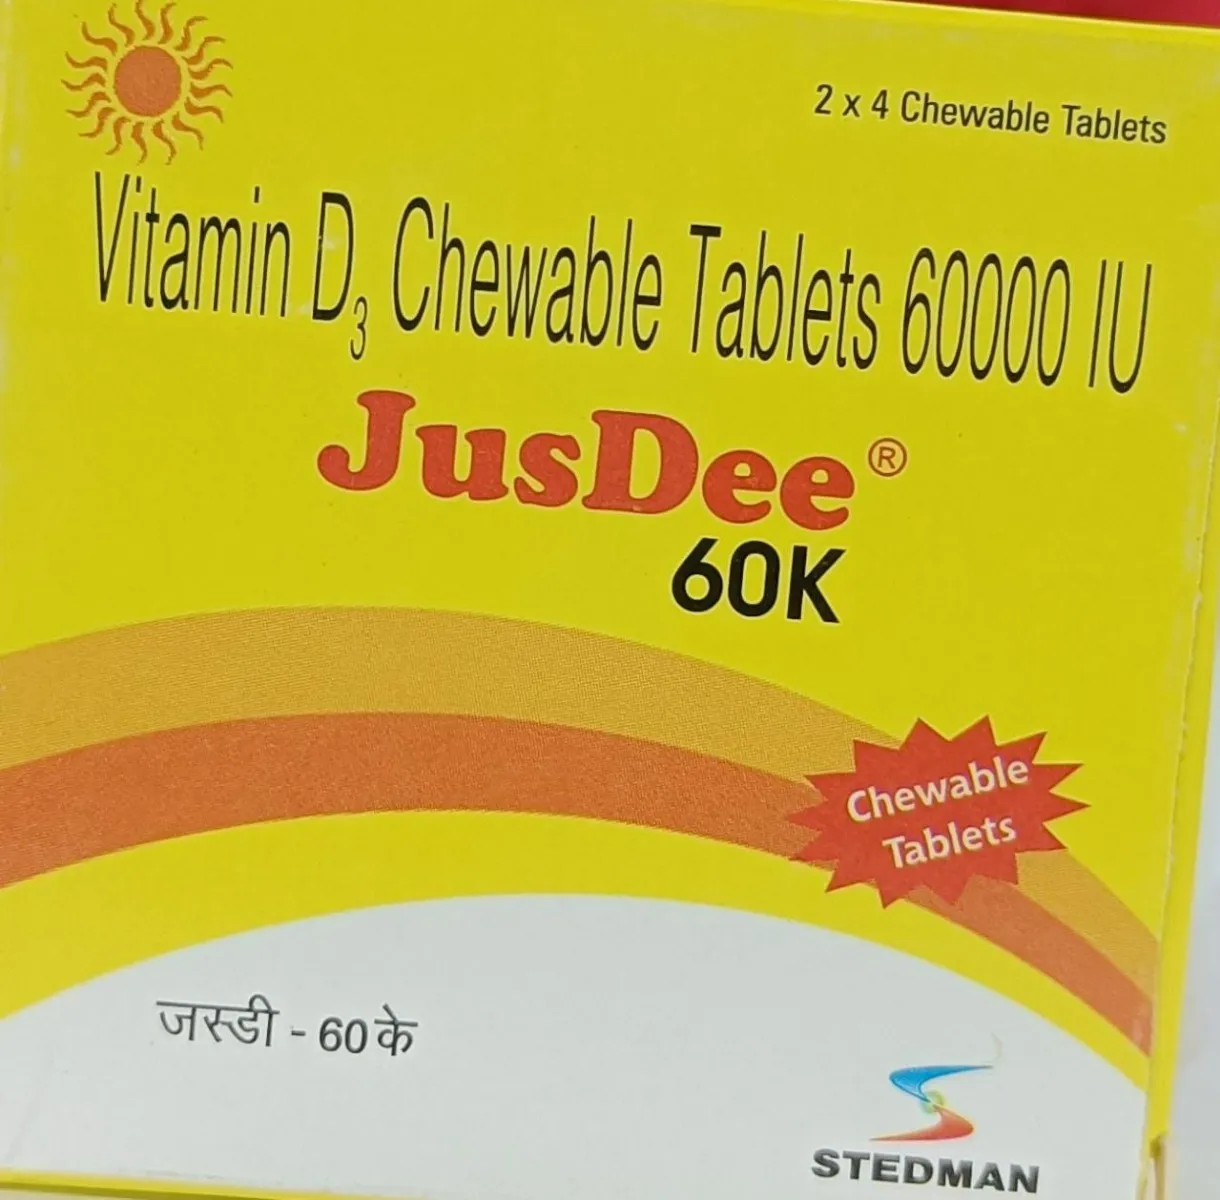 2 x 4 Chewable Tablets
Vitamin D₃ Chewable Tablets 60000 IU
JusDee®
60K
Chewable
Tablets
जस्डी - 60 के
STEDMAN